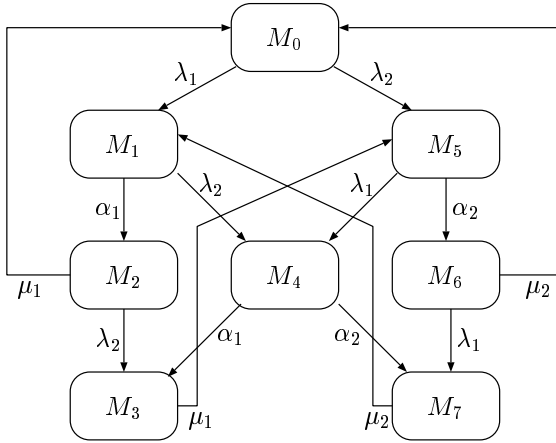 M₀
λ₁ λ₂
M₁ M₅
λ₂ λ₁
α₁ α₂
M₂ M₄ M₆
μ₁ μ₂
λ₂ α₁ α₂ λ₁
M₃ M₇
μ₁ μ₂